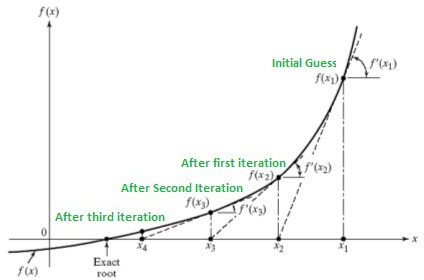 f(x)
Initial Guess
f(x₁)
f'(x₁)
After first iteration
f(x₂)
f'(x₂)
After Second Iteration
f(x₃)
f'(x₃)
After third iteration
0
x₄
x₃
x₂
x₁
x
Exact
root
f(x)